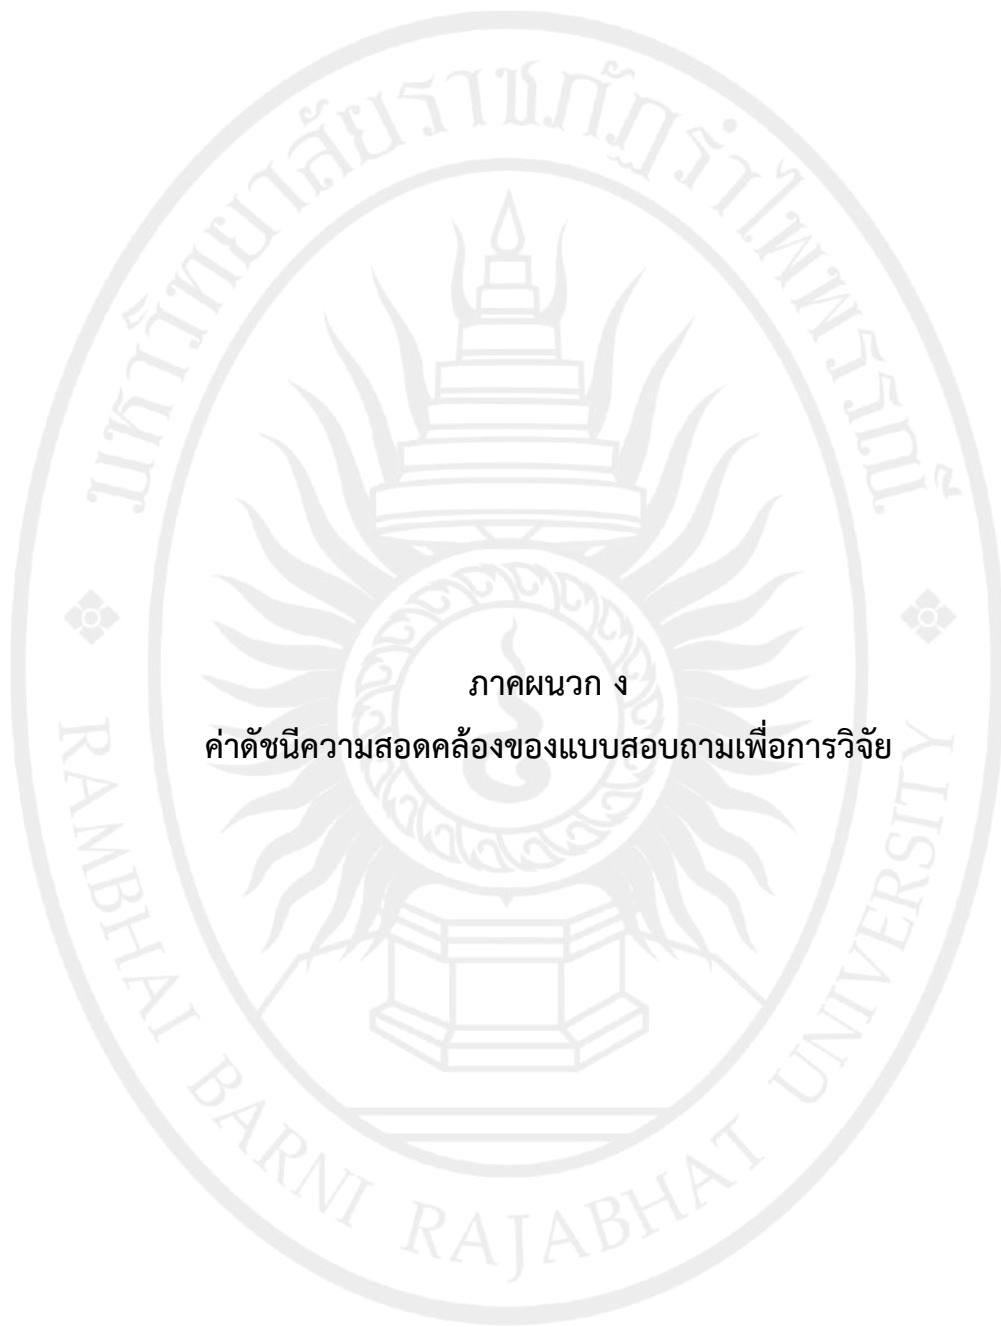 มหาวิทยาลัยราชภัฏรำไพพรรณี
ภาคผนวก ง
ค่าดัชนีความสอดคล้องของแบบสอบถามเพื่อการวิจัย
RAMBHAI BARNI RAJABHAT UNIVERSITY